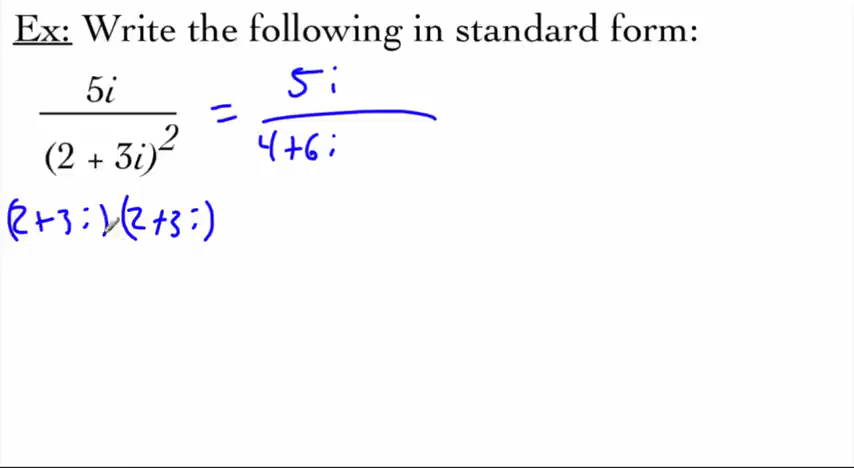 Ex: Write the following in standard form:
5i/(2 + 3i)² = 5i/4+6i
(2+3i)(2+3i)